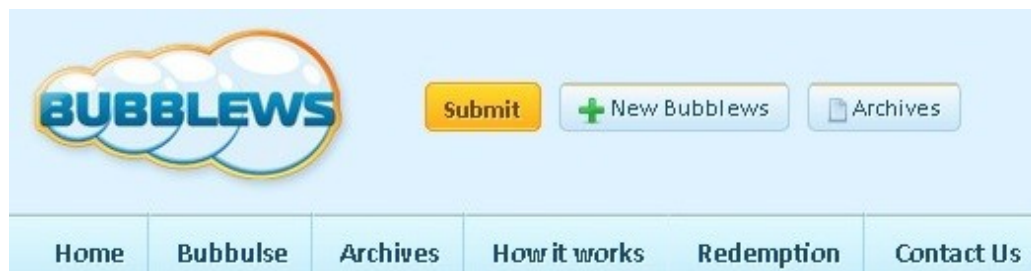 BUBBLEWS
Submit New Bubblews Archives
Home Bubbulse Archives How it works Redemption Contact Us